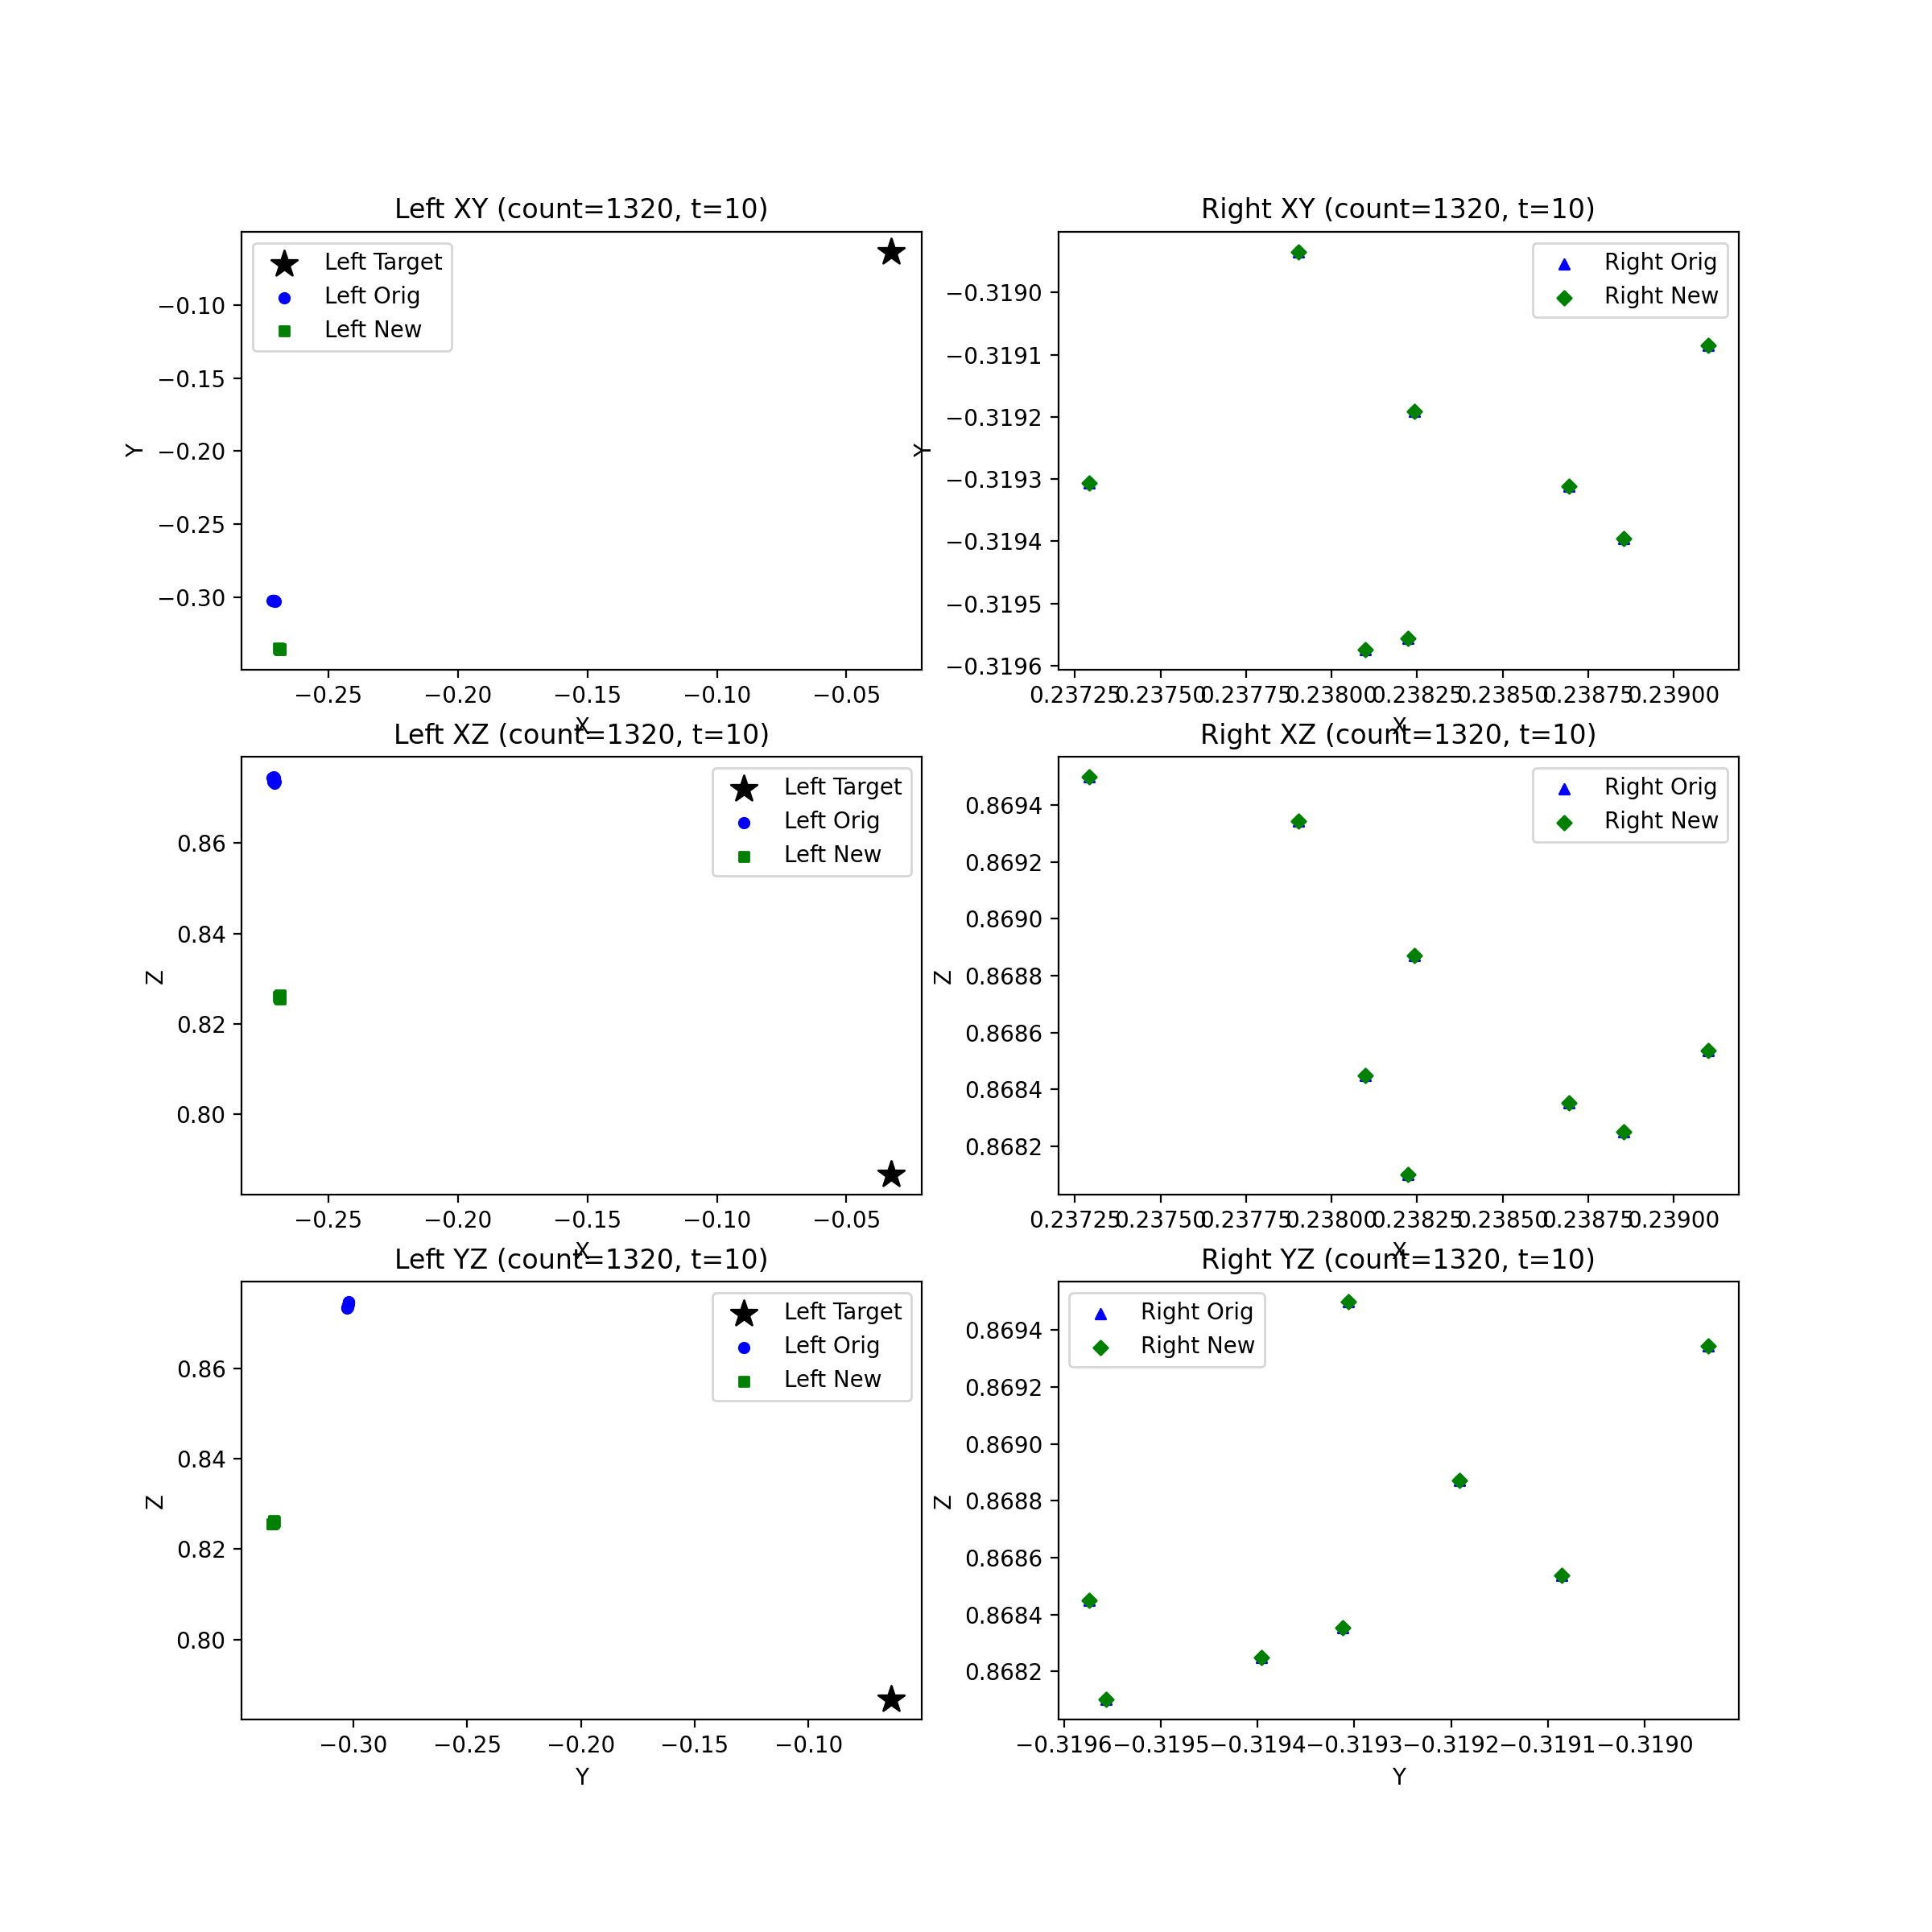 Left XY (count=1320, t=10)
Left Target
Left Orig
Left New
Y
−0.10
−0.15
−0.20
−0.25
−0.30
−0.25 −0.20 −0.15 −0.10 −0.05
X
Right XY (count=1320, t=10)
Right Orig
Right New
Y
−0.3190
−0.3191
−0.3192
−0.3193
−0.3194
−0.3195
−0.3196
0.23725 0.23750 0.23775 0.23800 0.23825 0.23850 0.23875 0.23900
X
Left XZ (count=1320, t=10)
Left Target
Left Orig
Left New
Z
0.86
0.84
0.82
0.80
−0.25 −0.20 −0.15 −0.10 −0.05
X
Right XZ (count=1320, t=10)
Right Orig
Right New
Z
0.8694
0.8692
0.8690
0.8688
0.8686
0.8684
0.8682
0.23725 0.23750 0.23775 0.23800 0.23825 0.23850 0.23875 0.23900
X
Left YZ (count=1320, t=10)
Left Target
Left Orig
Left New
Z
0.86
0.84
0.82
0.80
−0.30 −0.25 −0.20 −0.15 −0.10
Y
Right YZ (count=1320, t=10)
Right Orig
Right New
Z
0.8694
0.8692
0.8690
0.8688
0.8686
0.8684
0.8682
−0.3196 −0.3195 −0.3194 −0.3193 −0.3192 −0.3191 −0.3190
Y